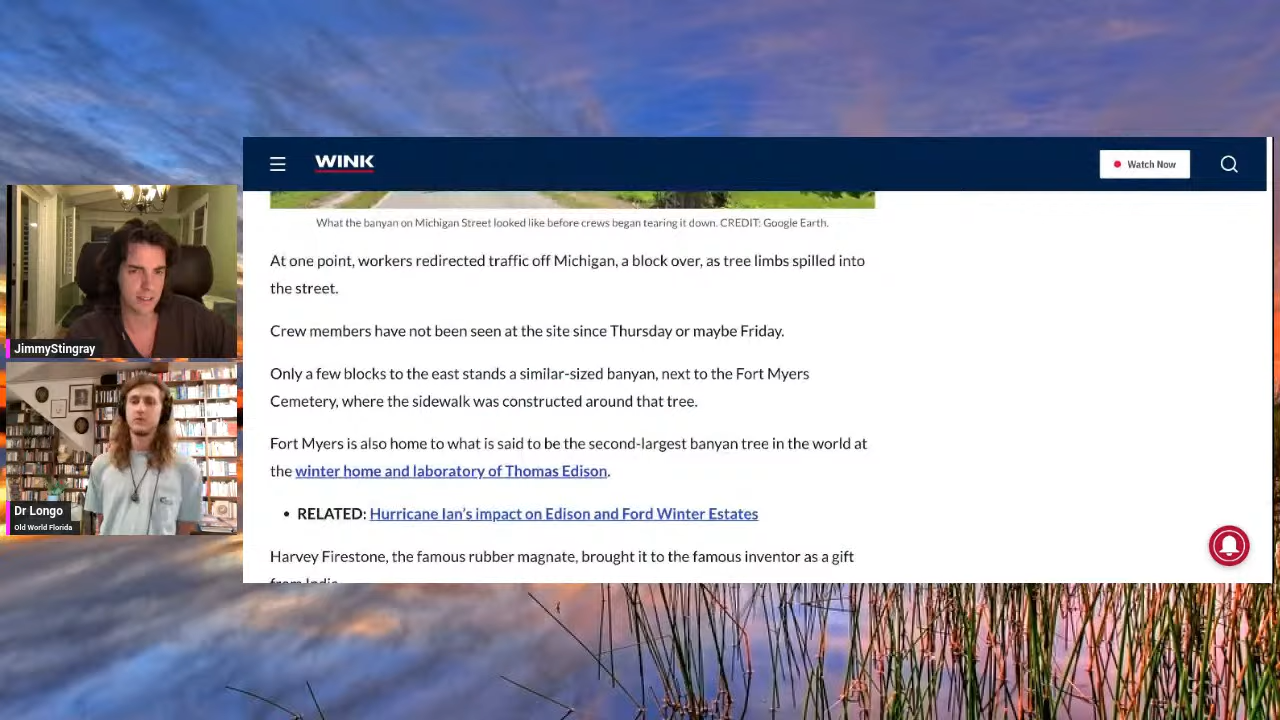 WINK
Watch Now
What the banyan on Michigan Street looked like before crews began tearing it down. CREDIT: Google Earth.
At one point, workers redirected traffic off Michigan, a block over, as tree limbs spilled into
the street.
Crew members have not been seen at the site since Thursday or maybe Friday.
Only a few blocks to the east stands a similar-sized banyan, next to the Fort Myers
Cemetery, where the sidewalk was constructed around that tree.
Fort Myers is also home to what is said to be the second-largest banyan tree in the world at
the winter home and laboratory of Thomas Edison.
• RELATED: Hurricane Ian’s impact on Edison and Ford Winter Estates
Harvey Firestone, the famous rubber magnate, brought it to the famous inventor as a gift
from India
JimmyStingray
Dr Longo
Old World Florida